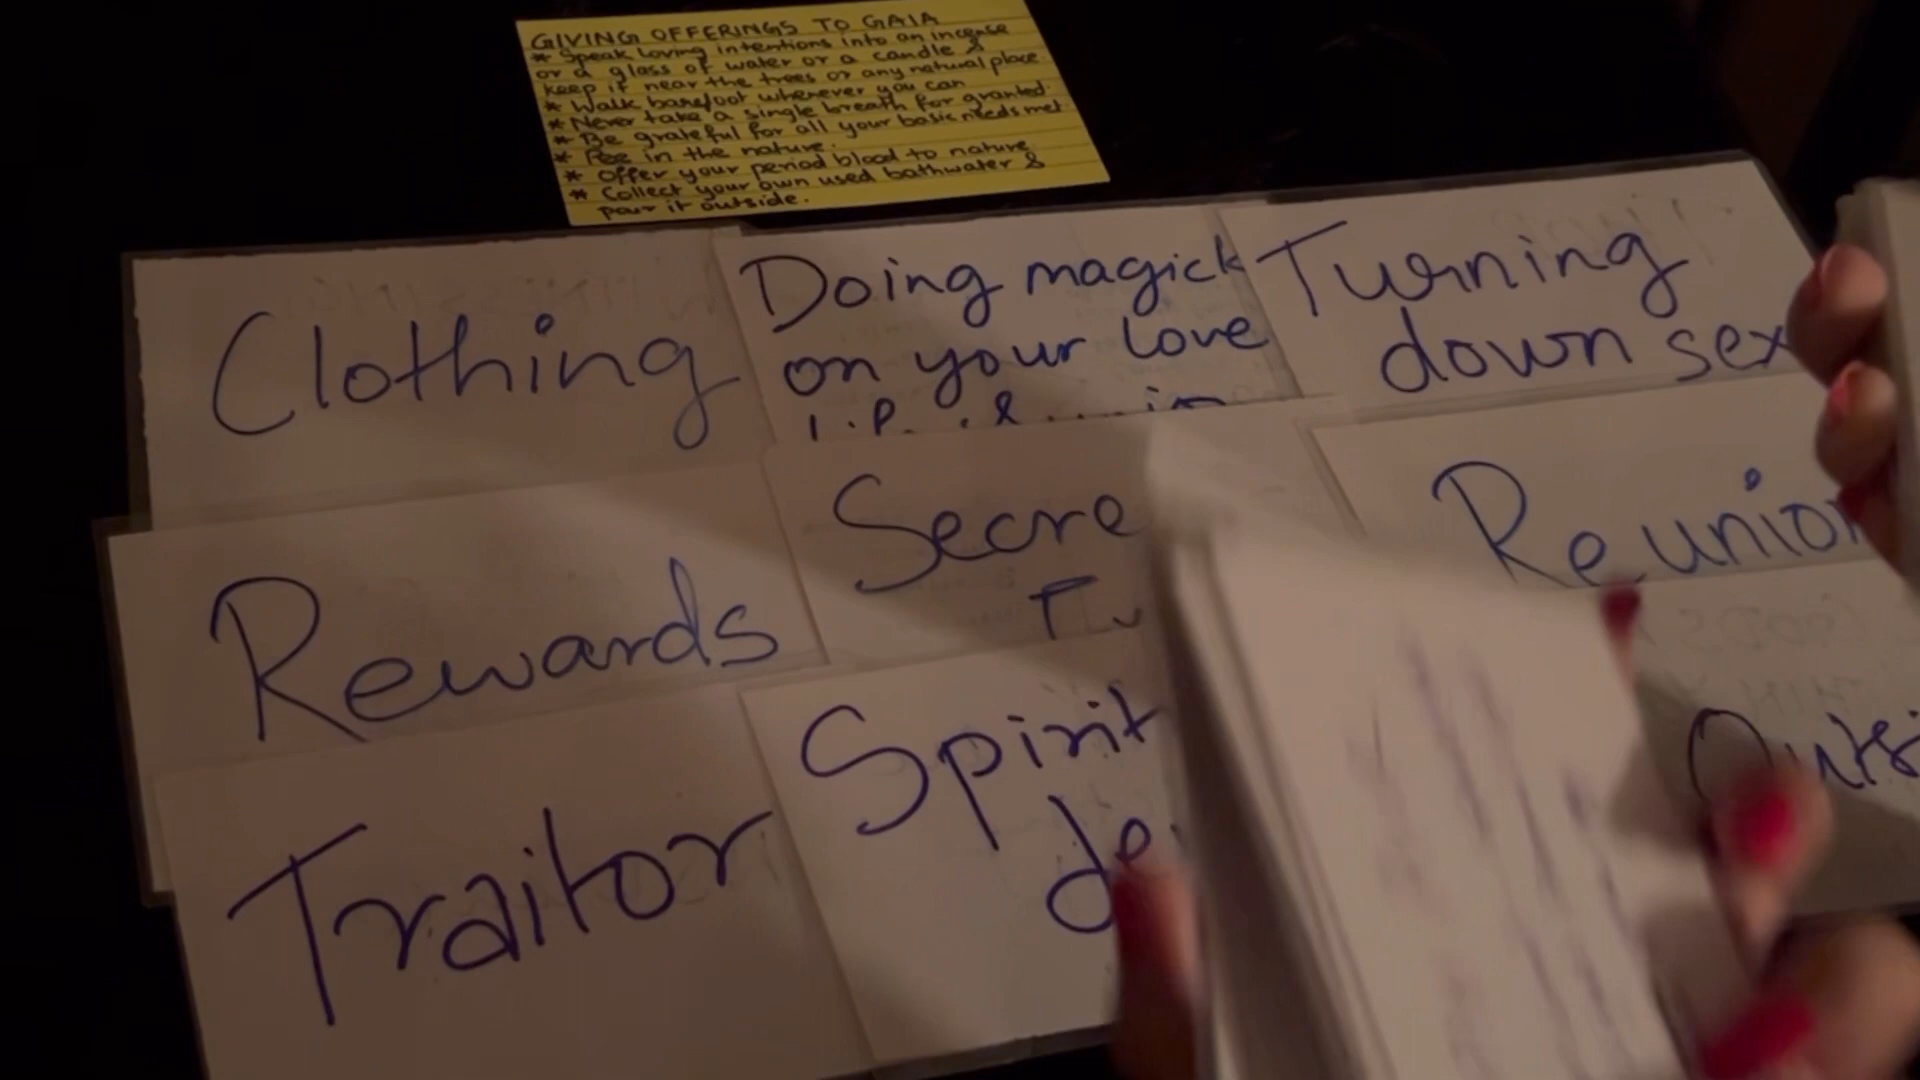 GIVING OFFERINGS TO GAIA
* Speak loving intentions into an incense
or a glass of water or a candle &
keep it near the trees or any natural place.
* Walk barefoot wherever you can
* Never take a single breath for granted.
* Be grateful for all your basic needs met.
* Pee in the nature.
* Offer your period blood to nature
* Collect your own used bathwater &
pour it outside.
Clothing
Doing magick
on your love
Turning
down sex
Rewards
Secre
Reunion
Traitor
Spirit
de
Outsi